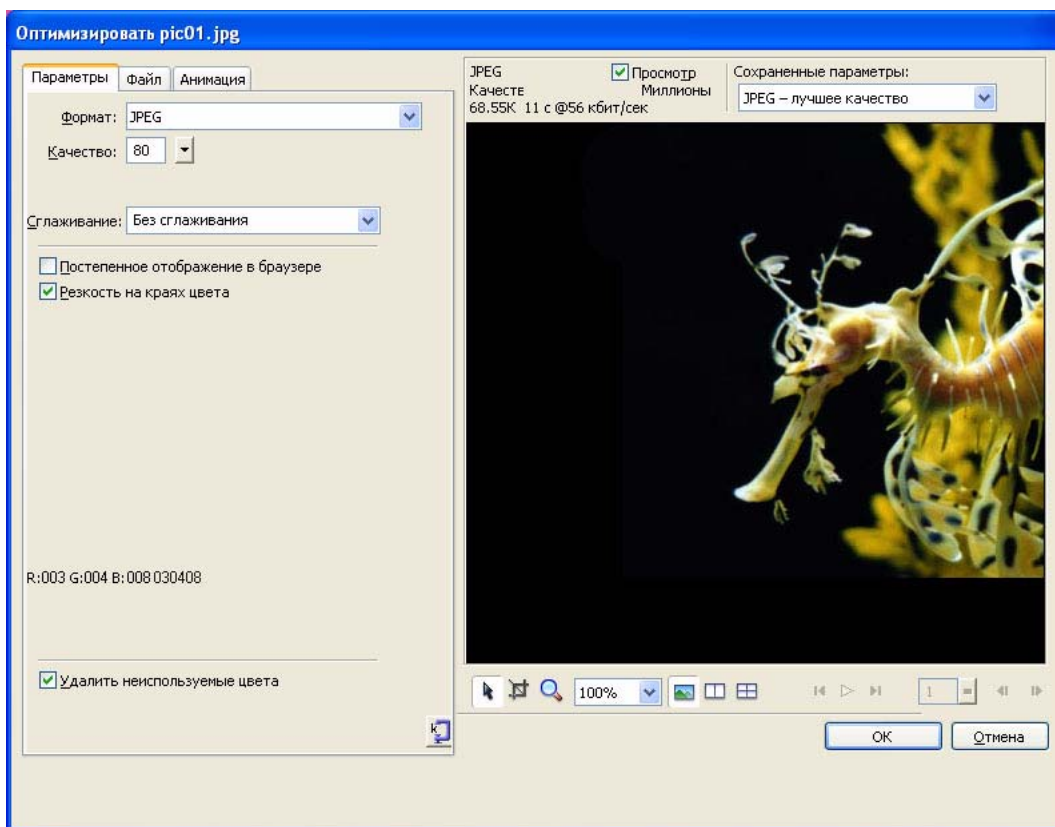 Оптимизировать pic01.jpg
Параметры Файл Анимация
Формат: JPEG
Качество: 80
Сглаживание: Без сглаживания
Постепенное отображение в браузере
Резкость на краях цвета
R:003 G:004 B:008 030408
Удалить неиспользуемые цвета
JPEG
Просмотр
Качесте Миллионы
68.55K 11 с @56 кбит/сек
Сохраненные параметры:
JPEG – лучшее качество
100%
1
OK Отмена